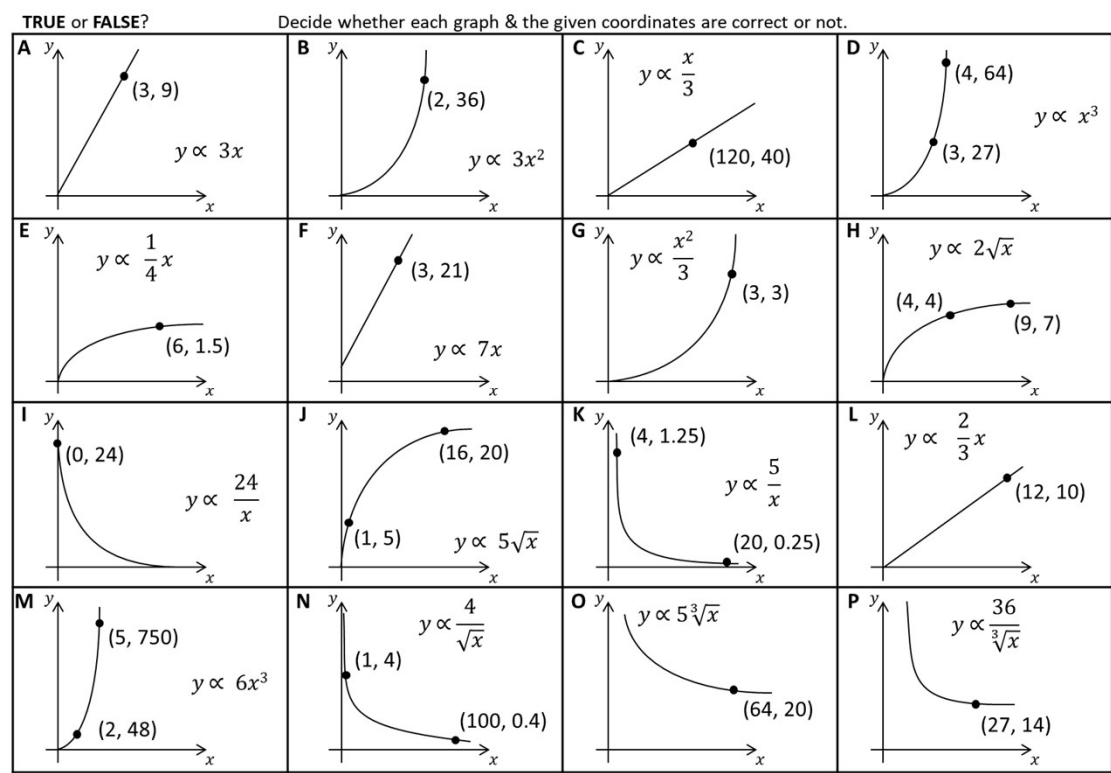 TRUE or FALSE? Decide whether each graph & the given coordinates are correct or not.
A
y
(3, 9)
y ∝ 3x
x
B
y
(2, 36)
y ∝ 3x²
x
C
y
y ∝ x/3
(120, 40)
x
D
y
(4, 64)
y ∝ x³
(3, 27)
x
E
y
y ∝ 1/4 x
(6, 1.5)
x
F
y
(3, 21)
y ∝ 7x
x
G
y
y ∝ x²/3
(3, 3)
x
H
y
y ∝ 2√x
(4, 4)
(9, 7)
x
I
y
(0, 24)
y ∝ 24/x
x
J
y
(16, 20)
(1, 5)
y ∝ 5√x
x
K
y
(4, 1.25)
y ∝ 5/x
(20, 0.25)
x
L
y
y ∝ 2/3 x
(12, 10)
x
M
y
(5, 750)
y ∝ 6x³
(2, 48)
x
N
y
y ∝ 4/√x
(1, 4)
(100, 0.4)
x
O
y
y ∝ 5∛x
(64, 20)
x
P
y
y ∝ 36/∛x
(27, 14)
x